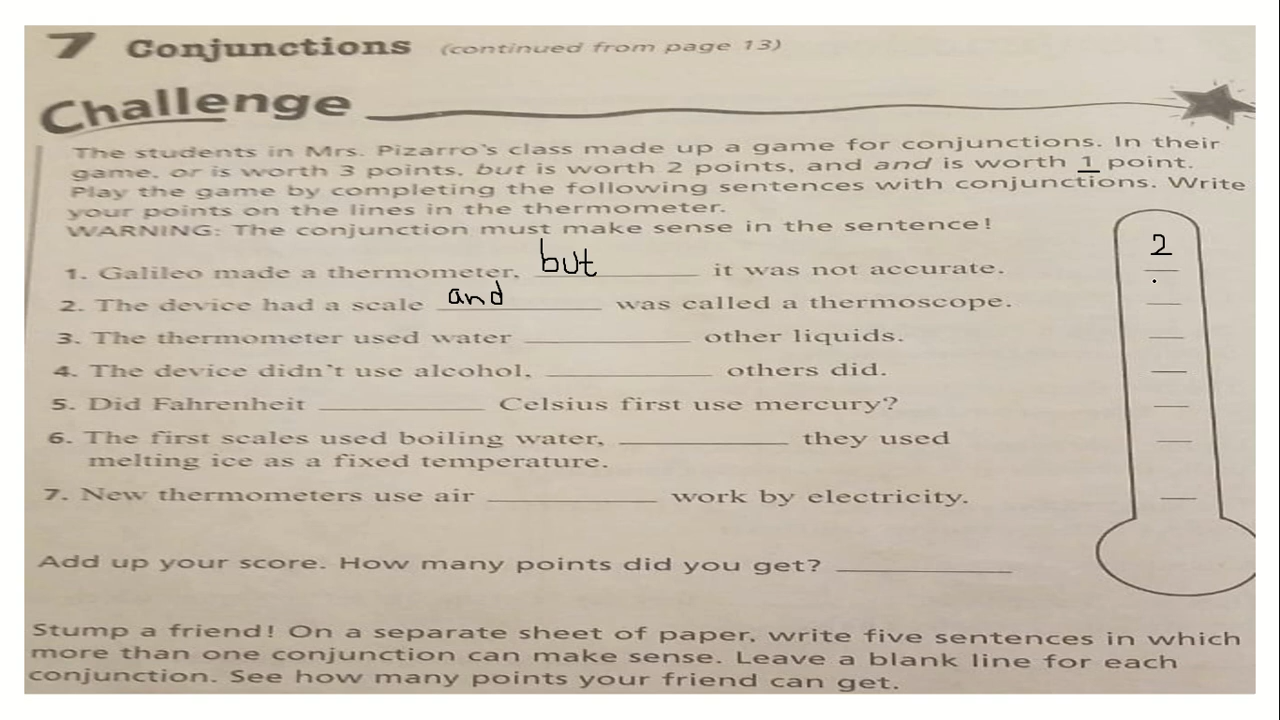 7 Conjunctions (continued from page 13)
Challenge
The students in Mrs. Pizarro's class made up a game for conjunctions. In their
game, or is worth 3 points, but is worth 2 points, and and is worth 1 point.
Play the game by completing the following sentences with conjunctions. Write
your points on the lines in the thermometer.
WARNING: The conjunction must make sense in the sentence!
1. Galileo made a thermometer, but it was not accurate.
2. The device had a scale and was called a thermoscope.
3. The thermometer used water ____ other liquids.
4. The device didn't use alcohol, ____ others did.
5. Did Fahrenheit ____ Celsius first use mercury?
6. The first scales used boiling water, ____ they used
melting ice as a fixed temperature.
7. New thermometers use air ____ work by electricity.
2
Add up your score. How many points did you get? ____
Stump a friend! On a separate sheet of paper, write five sentences in which
more than one conjunction can make sense. Leave a blank line for each
conjunction. See how many points your friend can get.